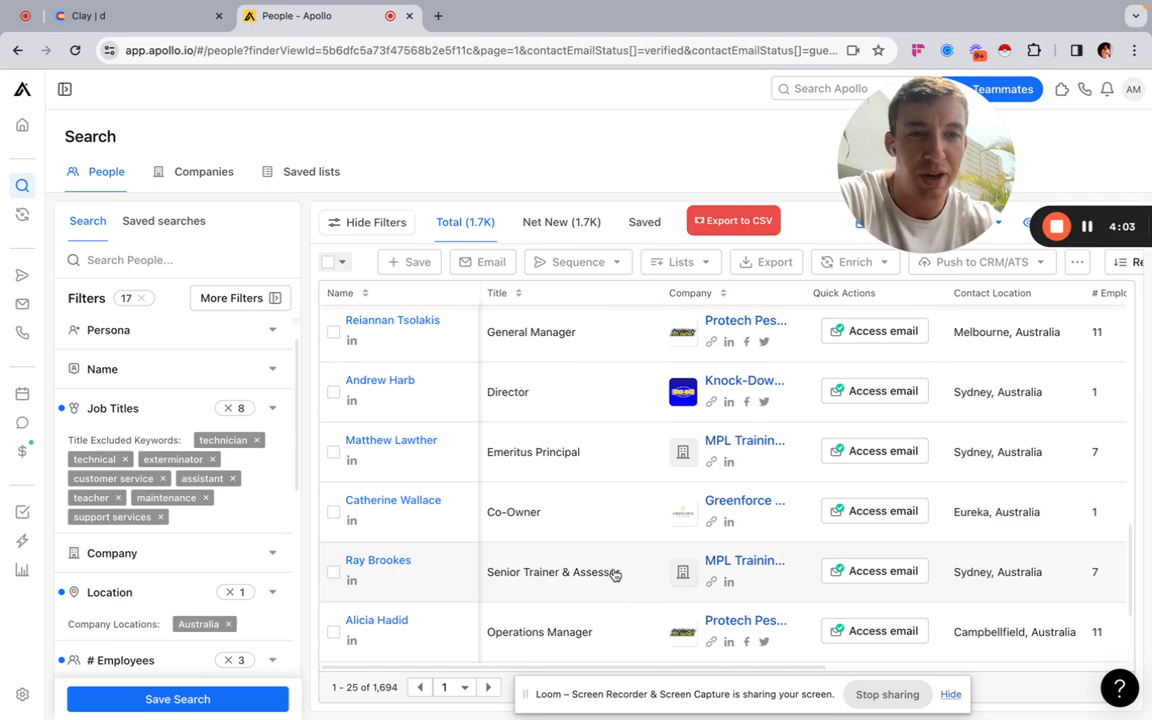 Clay | d
People - Apollo
app.apollo.io/#/people?finderViewId=5b6dfc5a73f47568b2e5f11c&page=1&contactEmailStatus[]=verified&contactEmailStatus[]=gue...
9+
Search Apollo
Teammates
AM
Search
People
Companies
Saved lists
Search
Saved searches
Hide Filters
Total (1.7K)
Net New (1.7K)
Saved
Export to CSV
4:03
Search People...
Save
Email
Sequence
Lists
Export
Enrich
Push to CRM/ATS
...
Re
Filters
17
More Filters
Name
Title
Company
Quick Actions
Contact Location
# Emplo
Persona
Name
Job Titles
8
Title Excluded Keywords:
technician
technical
exterminator
customer service
assistant
teacher
maintenance
support services
Company
Location
1
Company Locations:
Australia
# Employees
3
Save Search
Reiannan Tsolakis
General Manager
Protech Pes...
Access email
Melbourne, Australia
11
Andrew Harb
Director
Knock-Dow...
Access email
Sydney, Australia
1
Matthew Lawther
Emeritus Principal
MPL Trainin...
Access email
Sydney, Australia
7
Catherine Wallace
Co-Owner
Greenforce ...
Access email
Eureka, Australia
1
Ray Brookes
Senior Trainer & Assess
MPL Trainin...
Access email
Sydney, Australia
7
Alicia Hadid
Operations Manager
Protech Pes...
Access email
Campbellfield, Australia
11
1 - 25 of 1,694
1
Loom – Screen Recorder & Screen Capture is sharing your screen.
Stop sharing
Hide
?